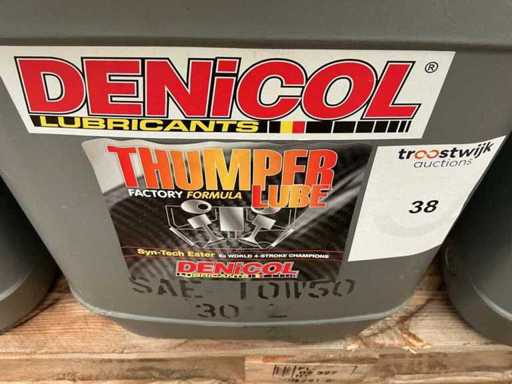 DENiCOL®
LUBRICANTS
THUMPER
FACTORY FORMULA LUBE
Syn-Tech Ester 6x WORLD 4-STROKE CHAMPIONS
DENiCOL
LUBRICANTS
SAE 10W50
30 L
troostwijk
auctions
38